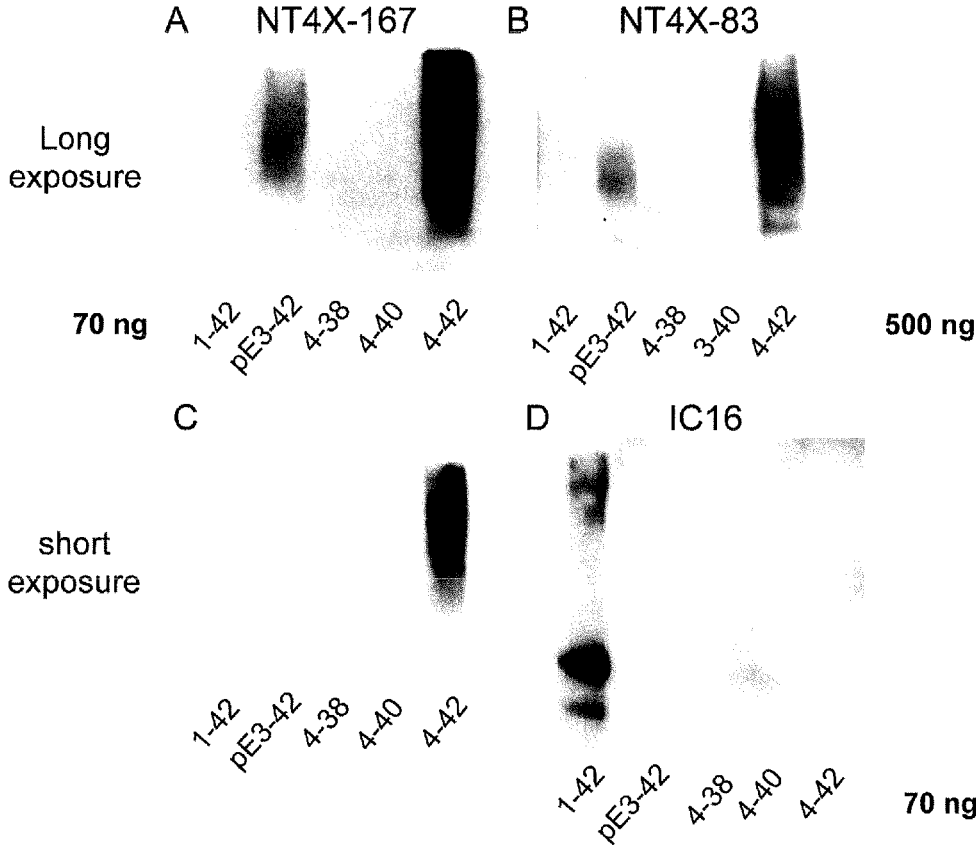 A NT4X-167 B NT4X-83
Long
exposure
70 ng 1-42 pE3-42 4-38 4-40 4-42 1-42 pE3-42 4-38 3-40 4-42 500 ng
C D IC16
short
exposure
1-42 pE3-42 4-38 4-40 4-42
1-42 pE3-42 4-38 4-40 4-42 70 ng